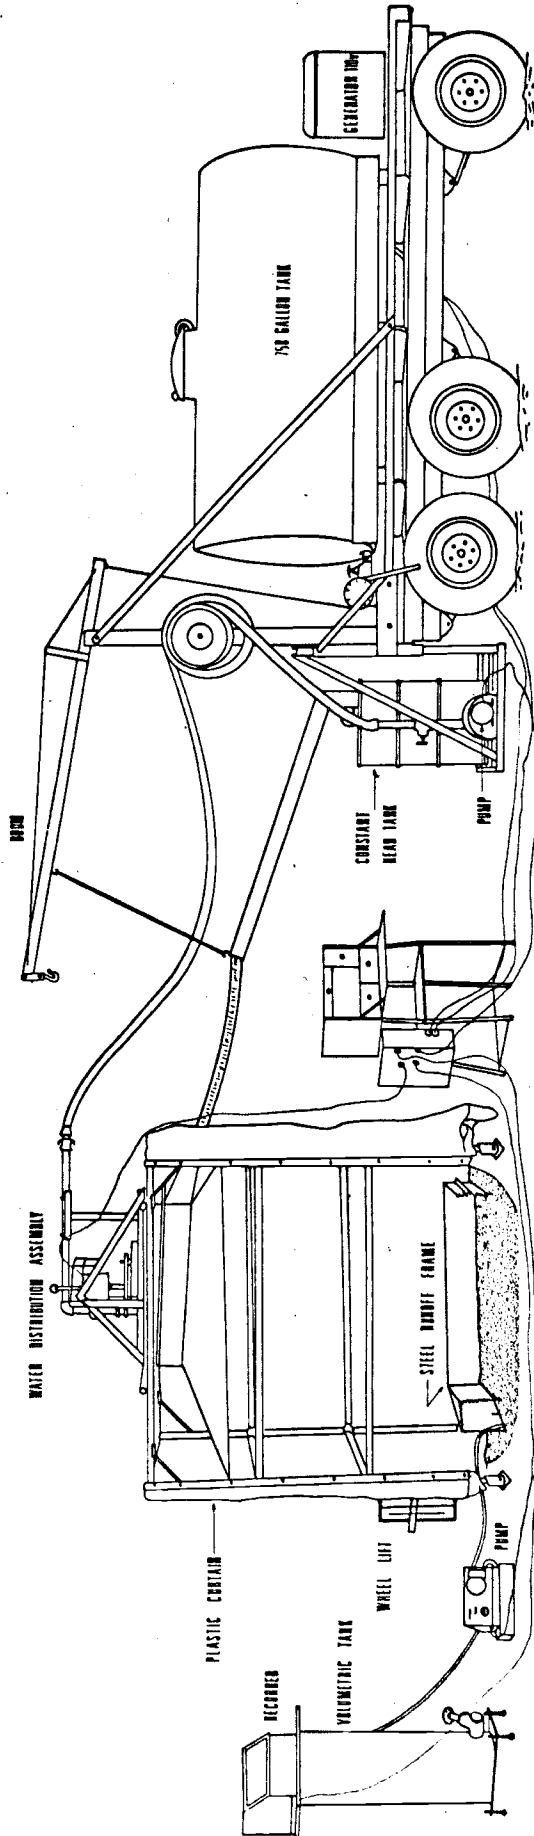 GENERATOR 110v
750 GALLON TANK
BOOM
CONSTANT
HEAD TANK
PUMP
WATER DISTRIBUTION ASSEMBLY
STEEL RUNOFF FRAME
PLASTIC CURTAIN
WHEEL LIFT
PUMP
RECORDER
VOLUMETRIC TANK